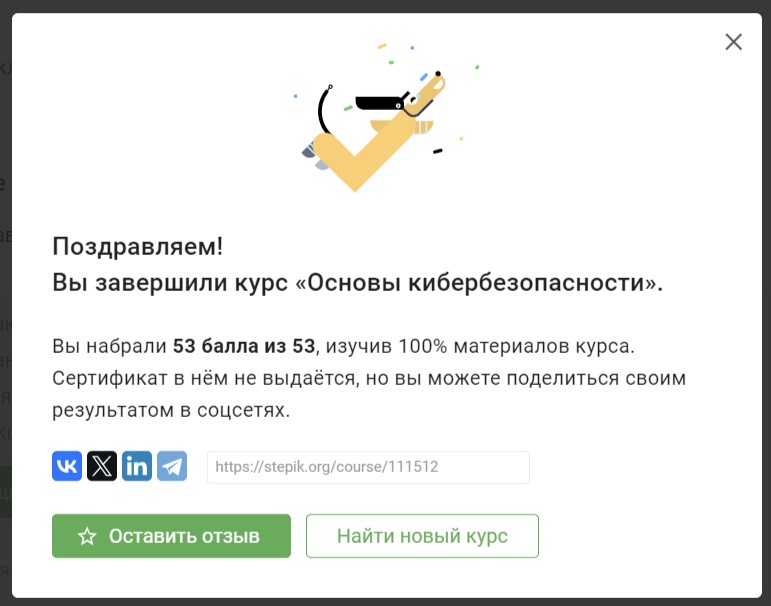 Поздравляем!
Вы завершили курс «Основы кибербезопасности».
Вы набрали 53 балла из 53, изучив 100% материалов курса.
Сертификат в нём не выдаётся, но вы можете поделиться своим
результатом в соцсетях.
https://stepik.org/course/111512
Оставить отзыв
Найти новый курс